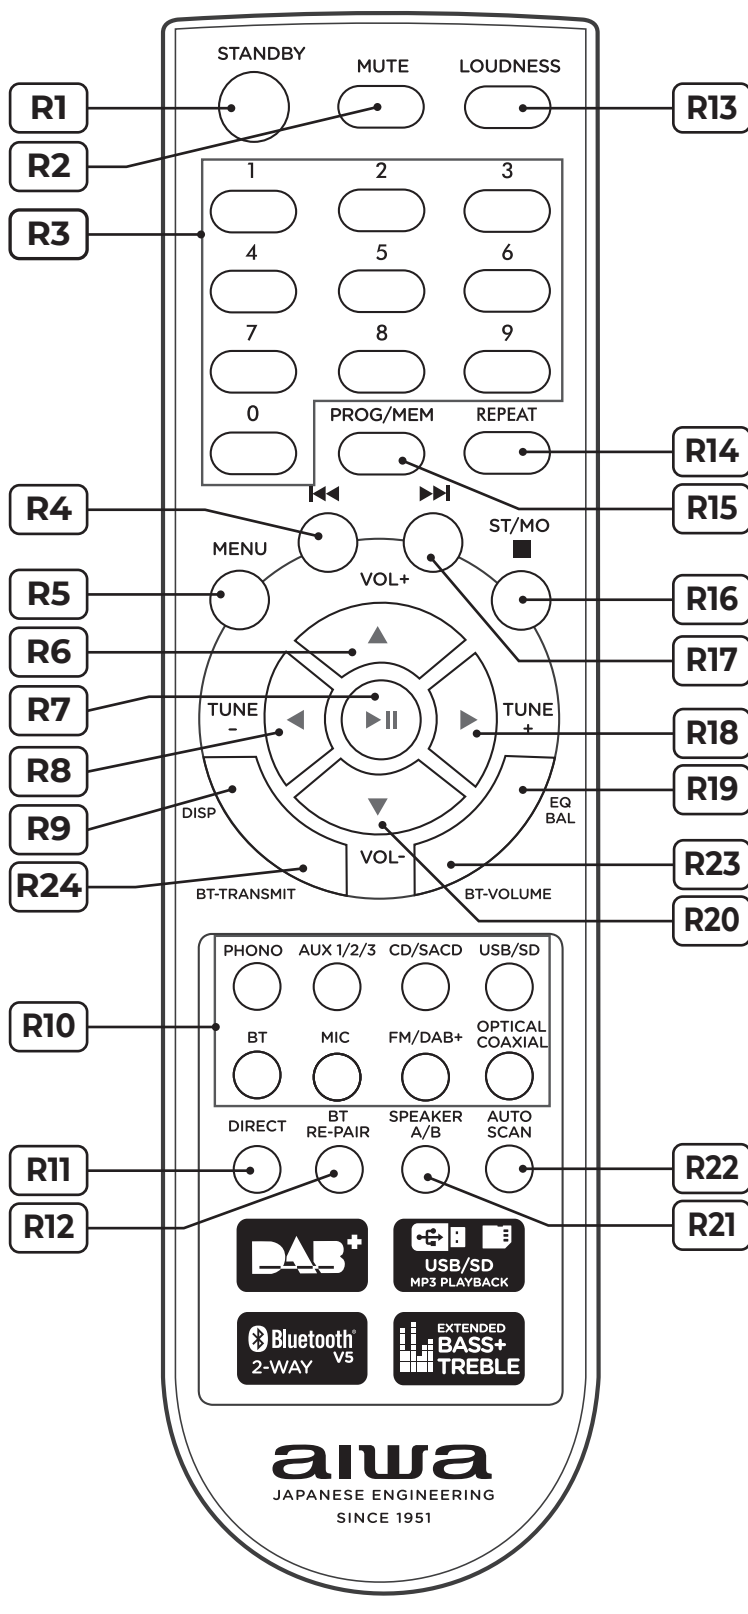 STANDBY
MUTE
LOUDNESS
R1
R13
R2
1 2 3
R3
4 5 6
7 8 9
0 PROG/MEM REPEAT
R14
R4
R15
MENU
ST/MO
VOL+
R5
R16
R6
R17
R7
TUNE
-
TUNE
+
R18
R8
R19
DISP
EQ
BAL
R9
VOL-
R23
R24
BT-TRANSMIT
BT-VOLUME
R20
PHONO AUX 1/2/3 CD/SACD USB/SD
R10
BT MIC FM/DAB+ OPTICAL
COAXIAL
DIRECT
BT
RE-PAIR
SPEAKER
A/B
AUTO
SCAN
R11
R22
R12
R21
DAB+
USB/SD
MP3 PLAYBACK
Bluetooth®
V5
2-WAY
EXTENDED
BASS+
TREBLE
aiwa
JAPANESE ENGINEERING
SINCE 1951